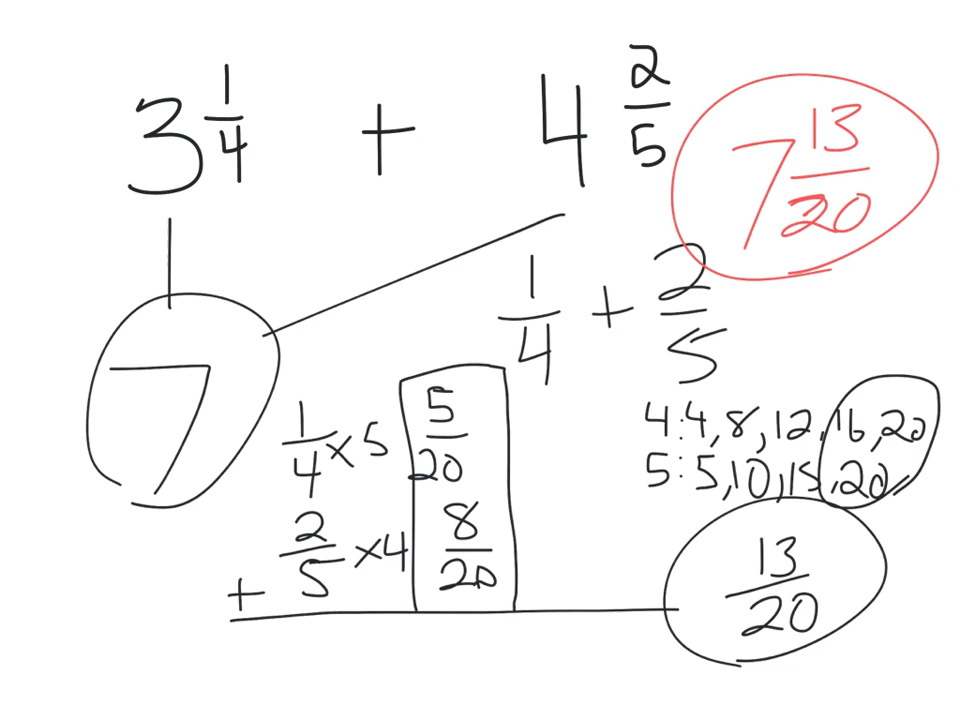 3 1/4 + 4 2/5
7 13/20
1/4 + 2/5
7
1/4 x 5 5/20
4: 4, 8, 12, 16, 20
5: 5, 10, 15, 20
+ 2/5 x 4 8/20
13/20